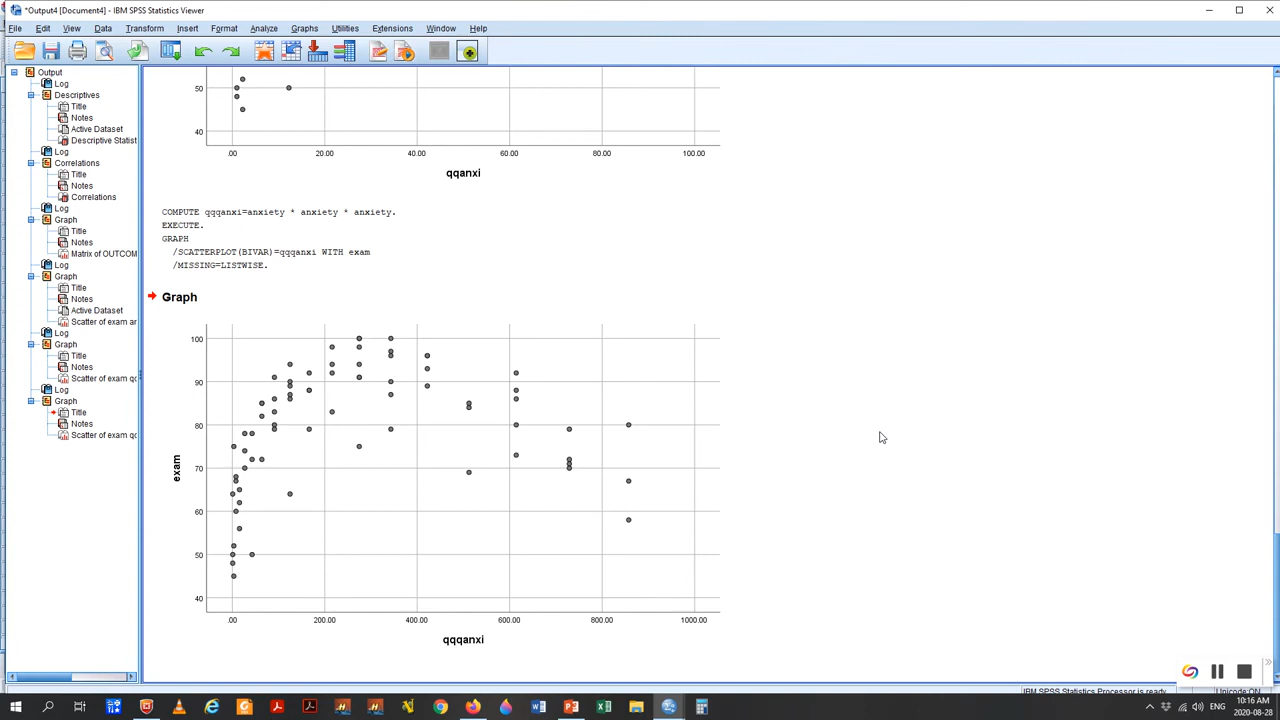 *Output4 [Document4] - IBM SPSS Statistics Viewer
File Edit View Data Transform Insert Format Analyze Graphs Utilities Extensions Window Help
Output
Log
Descriptives
Title
Notes
Active Dataset
Descriptive Statist
Log
Correlations
Title
Notes
Correlations
Log
Graph
Title
Notes
Matrix of OUTCOM
Log
Graph
Title
Notes
Active Dataset
Scatter of exam an
Log
Graph
Title
Notes
Scatter of exam qc
Log
Graph
Title
Notes
Scatter of exam qc
50
40
.00 20.00 40.00 60.00 80.00 100.00
qqanxi
COMPUTE qqqanxi=anxiety * anxiety * anxiety.
EXECUTE.
GRAPH
/SCATTERPLOT(BIVAR)=qqqanxi WITH exam
/MISSING=LISTWISE.
Graph
100
90
80
70
60
50
40
exam
.00 200.00 400.00 600.00 800.00 1000.00
qqqanxi
IBM SPSS Statistics Processor is ready
Unicode:ON
10:16 AM
2020-08-28